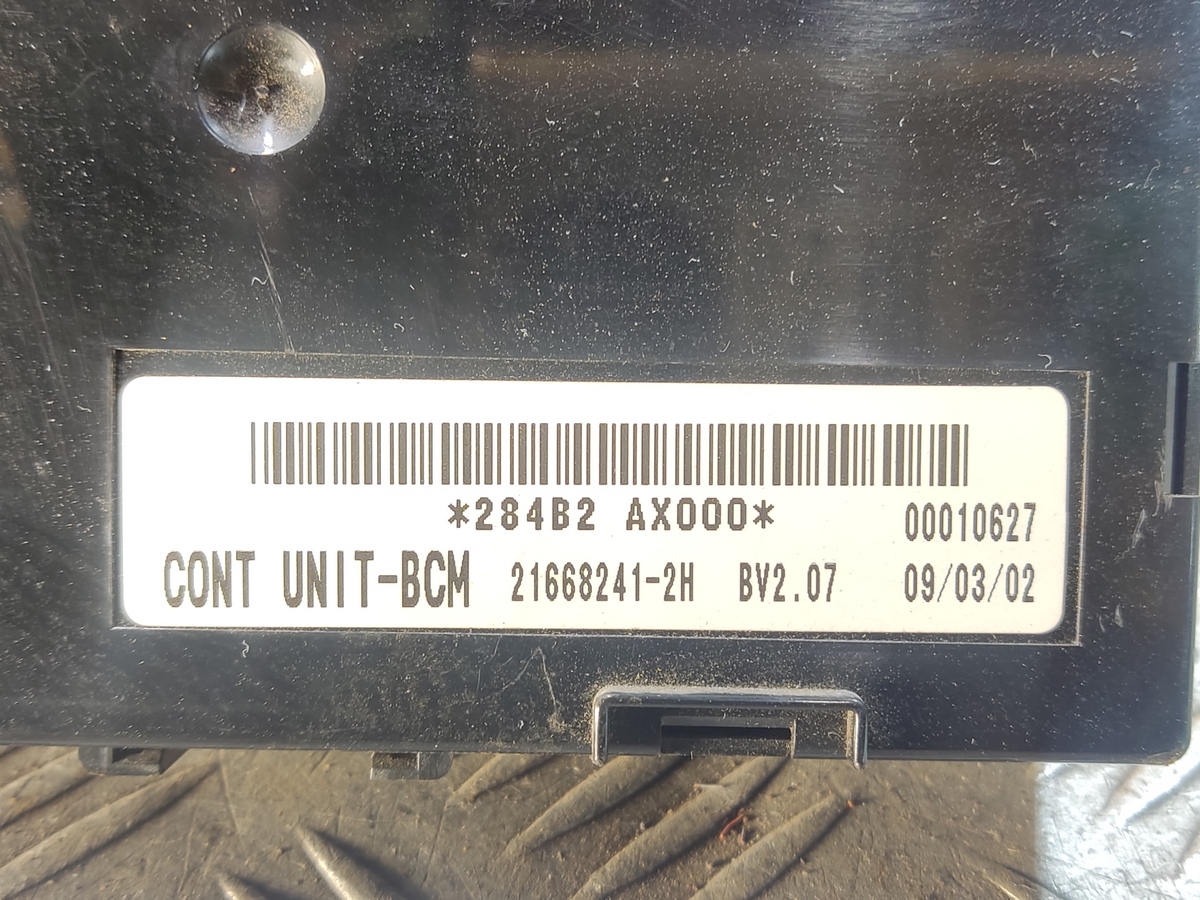 *284B2 AX000*
00010627
CONT UNIT-BCM 21668241-2H BV2.07 09/03/02